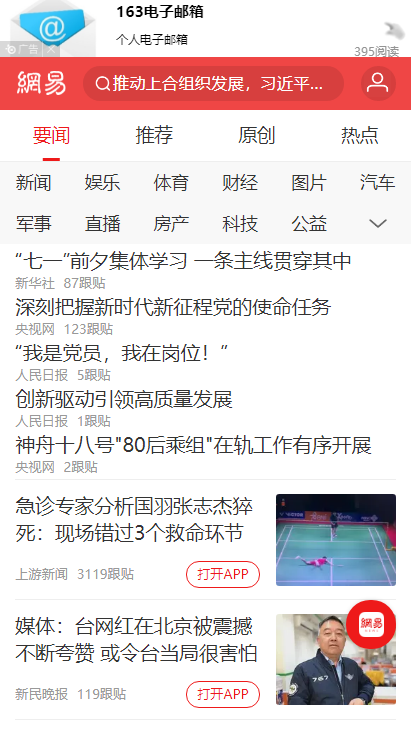 163电子邮箱
个人电子邮箱
广告
395阅读
網易
推动上合组织发展，习近平...
要闻 推荐 原创 热点
新闻 娱乐 体育 财经 图片 汽车
军事 直播 房产 科技 公益
“七一”前夕集体学习 一条主线贯穿其中
新华社 87跟贴
深刻把握新时代新征程党的使命任务
央视网 123跟贴
“我是党员，我在岗位！”
人民日报 5跟贴
创新驱动引领高质量发展
人民日报 1跟贴
神舟十八号"80后乘组"在轨工作有序开展
央视网 2跟贴
急诊专家分析国羽张志杰猝
死：现场错过3个救命环节
上游新闻 3119跟贴
打开APP
媒体：台网红在北京被震撼
不断夸赞 或令台当局很害怕
新民晚报 119跟贴
打开APP
網易
767